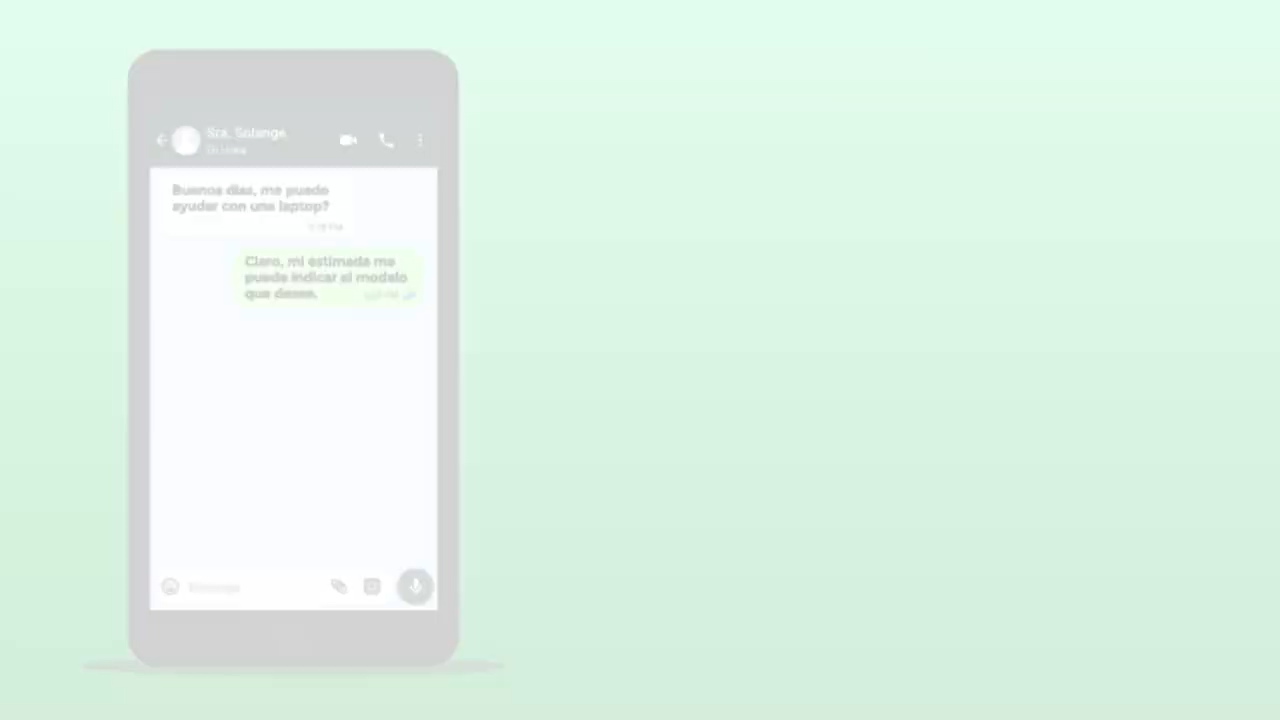 Sra. Solange
Buenos días, me puede
ayudar con una laptop?
Claro, mi estimada me
puede indicar el modelo
que desea.